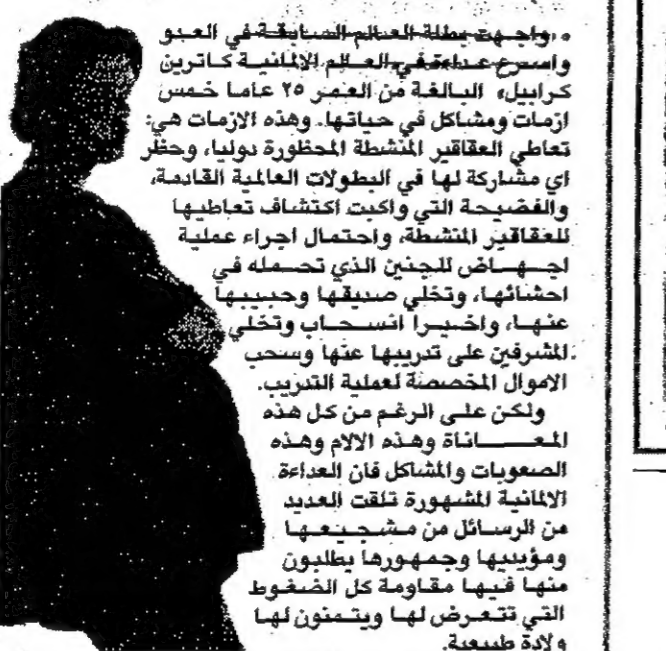 واجهت بطلة العالم السابقة في العدو
واسرع عداءة في العالم الالمانية كاترين
كرابيل، البالغة من العمر ٢٥ عاما خمس
ازمات ومشاكل في حياتها. وهذه الازمات هي:
تعاطي العقاقير المنشطة المحظورة دوليا، وحظر
اي مشاركة لها في البطولات العالمية القادمة،
والفضيحة التي واكبت اكتشاف تعاطيها
للعقاقير المنشطة، واحتمال اجراء عملية
اجهاض للجنين الذي تحمله في
احشائها، وتخلي صديقها وحبيبها
عنها، واخيرا انسحاب وتخلي
المشرفين على تدريبها عنها وسحب
الاموال المخصصة لعملية التدريب.
ولكن على الرغم من كل هذه
المعاناة وهذه الالام وهذه
الصعوبات والمشاكل فان العداءة
الالمانية المشهورة تلقت العديد
من الرسائل من مشجيعها
ومؤيديها وجمهورها يطلبون
منها فيها مقاومة كل الضغوط
التي تتعرض لها ويتمنون لها
ولادة طبيعية.